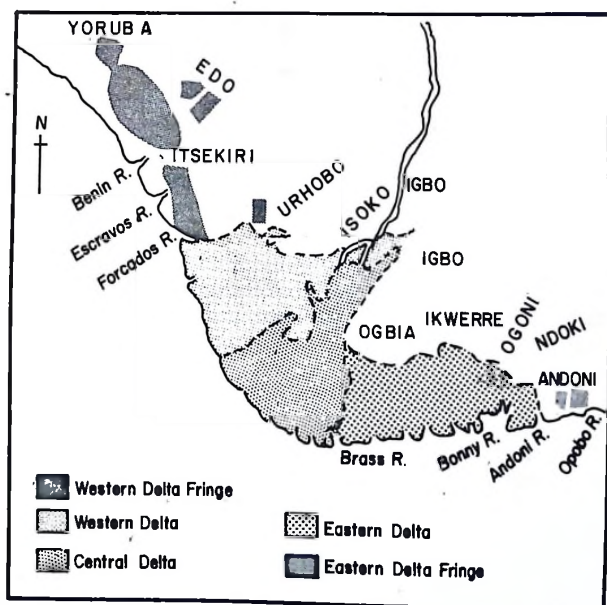 YORUBA
EDO
N
ITSEKIRI
Benin R.
Escravos R.
Forcados R.
URHOBO
ISOKO
IGBO
IGBO
OGBIA
IKWERRE
OGONI
NDOKI
ANDONI
Brass R.
Bonny R.
Andoni R.
Opobo R.
Western Delta Fringe
Western Delta
Central Delta
Eastern Delta
Eastern Delta Fringe